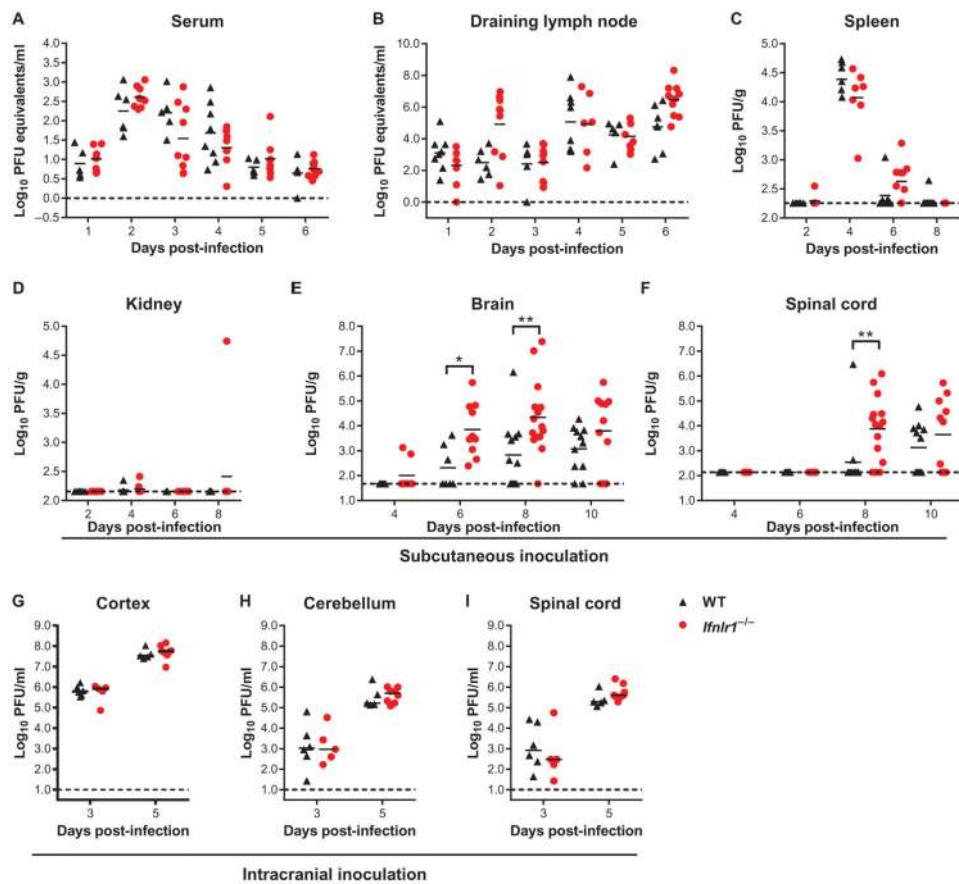 A
Serum
Log10 PFU equivalents/ml
4.0
3.5
3.0
2.5
2.0
1.5
1.0
0.5
0.0
–0.5
1 2 3 4 5 6
Days post-infection
B
Draining lymph node
Log10 PFU equivalents/ml
10.0
8.0
6.0
4.0
2.0
0.0
1 2 3 4 5 6
Days post-infection
C
Spleen
Log10 PFU/g
5.0
4.5
4.0
3.5
3.0
2.5
2.0
2 4 6 8
Days post-infection
D
Kidney
Log10 PFU/g
5.0
4.5
4.0
3.5
3.0
2.5
2.0
2 4 6 8
Days post-infection
E
Brain
Log10 PFU/g
8.0
7.0
6.0
5.0
4.0
3.0
2.0
1.0
*
**
4 6 8 10
Days post-infection
F
Spinal cord
Log10 PFU/g
8.0
7.0
6.0
5.0
4.0
3.0
2.0
1.0
**
4 6 8 10
Days post-infection
Subcutaneous inoculation
G
Cortex
Log10 PFU/ml
10.0
9.0
8.0
7.0
6.0
5.0
4.0
3.0
2.0
1.0
3 5
Days post-infection
H
Cerebellum
Log10 PFU/ml
9.0
8.0
7.0
6.0
5.0
4.0
3.0
2.0
1.0
3 5
Days post-infection
I
Spinal cord
Log10 PFU/ml
9.0
8.0
7.0
6.0
5.0
4.0
3.0
2.0
1.0
3 5
Days post-infection
WT
Ifnlr1–/–
Intracranial inoculation